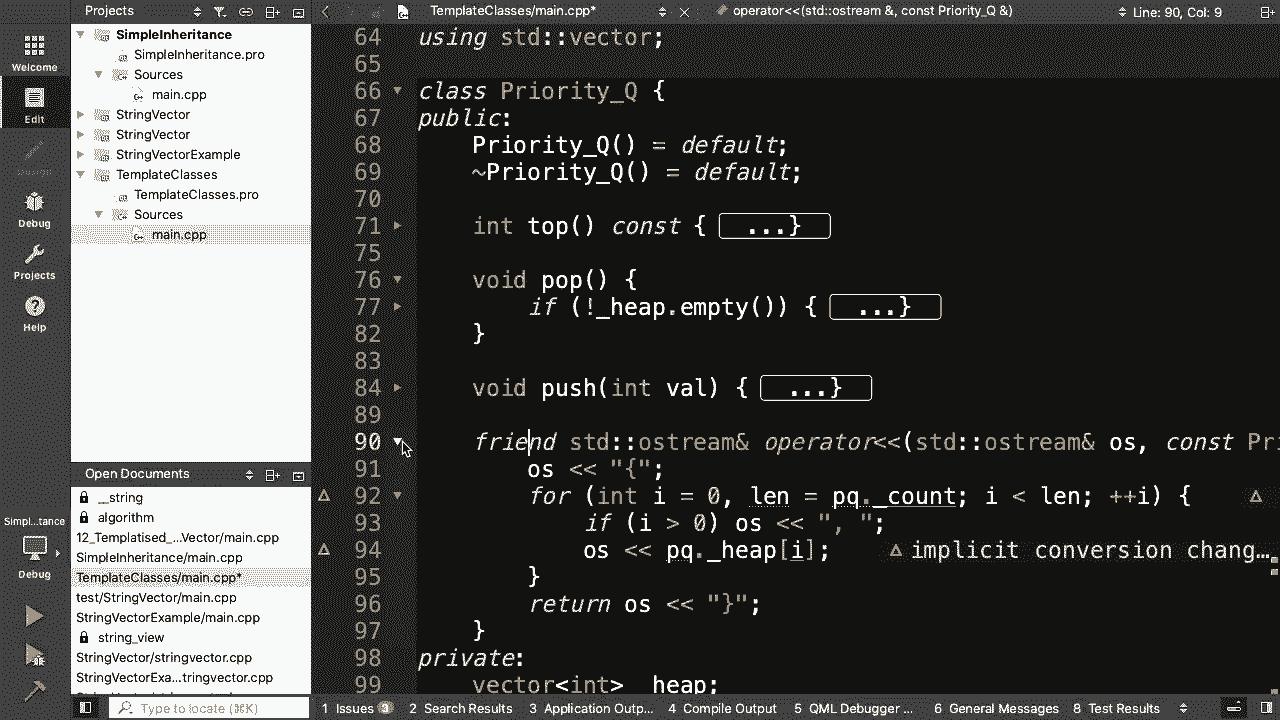 Projects
SimpleInheritance
SimpleInheritance.pro
Sources
main.cpp
StringVector
StringVector
StringVectorExample
TemplateClasses
TemplateClasses.pro
Sources
main.cpp
Welcome
Edit
Debug
Projects
Help
Simpl...tance
Debug
Open Documents
__string
algorithm
12_Templatised_...Vector/main.cpp
SimpleInheritance/main.cpp
TemplateClasses/main.cpp*
test/StringVector/main.cpp
StringVectorExample/main.cpp
string_view
StringVector/stringvector.cpp
StringVectorExa...tringvector.cpp
TemplateClasses/main.cpp* operator<<(std::ostream &, const Priority_Q &) Line: 90, Col: 9
64 using std::vector;
65
66 class Priority_Q {
67 public:
68 Priority_Q() = default;
69 ~Priority_Q() = default;
70
71 int top() const { ...}
75
76 void pop() {
77 if (!_heap.empty()) { ...}
82 }
83
84 void push(int val) { ...}
89
90 friend std::ostream& operator<<(std::ostream& os, const Pri
91 os << "{";
92 for (int i = 0, len = pq._count; i < len; ++i) {
93 if (i > 0) os << ", ";
94 os << pq._heap[i]; implicit conversion chang...
95 }
96 return os << "}";
97 }
98 private:
99 vector<int> _heap;
Type to locate (⌘K) 1 Issues 3 2 Search Results 3 Application Outp... 4 Compile Output 5 QML Debugger ... 6 General Messages 8 Test Results